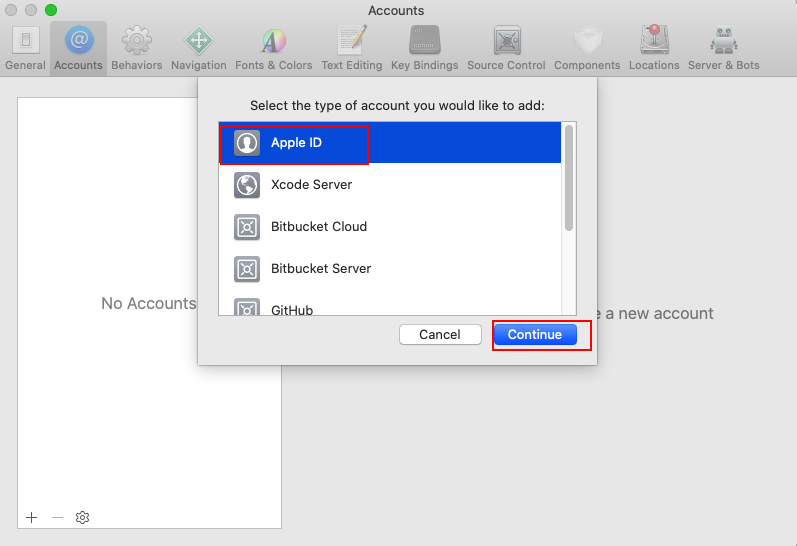 Accounts
General Accounts Behaviors Navigation Fonts & Colors Text Editing Key Bindings Source Control Components Locations Server & Bots
Select the type of account you would like to add:
Apple ID
Xcode Server
Bitbucket Cloud
Bitbucket Server
GitHub
No Accounts
a new account
Cancel Continue